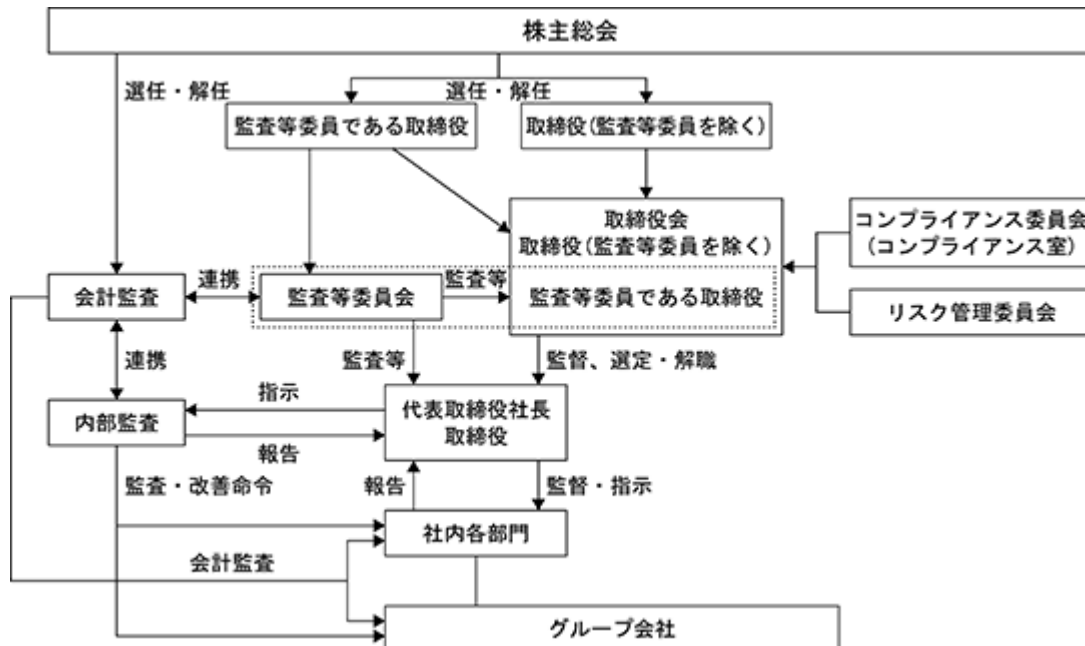 株主総会
選任・解任
選任・解任
監査等委員である取締役
取締役(監査等委員を除く)
取締役会
取締役(監査等委員を除く)
監査等委員である取締役
コンプライアンス委員会
(コンプライアンス室)
リスク管理委員会
会計監査
連携
監査等委員会
監査等
連携
監査等
監督、選定・解職
内部監査
指示
報告
代表取締役社長
取締役
監査・改善命令
報告
監督・指示
社内各部門
会計監査
グループ会社